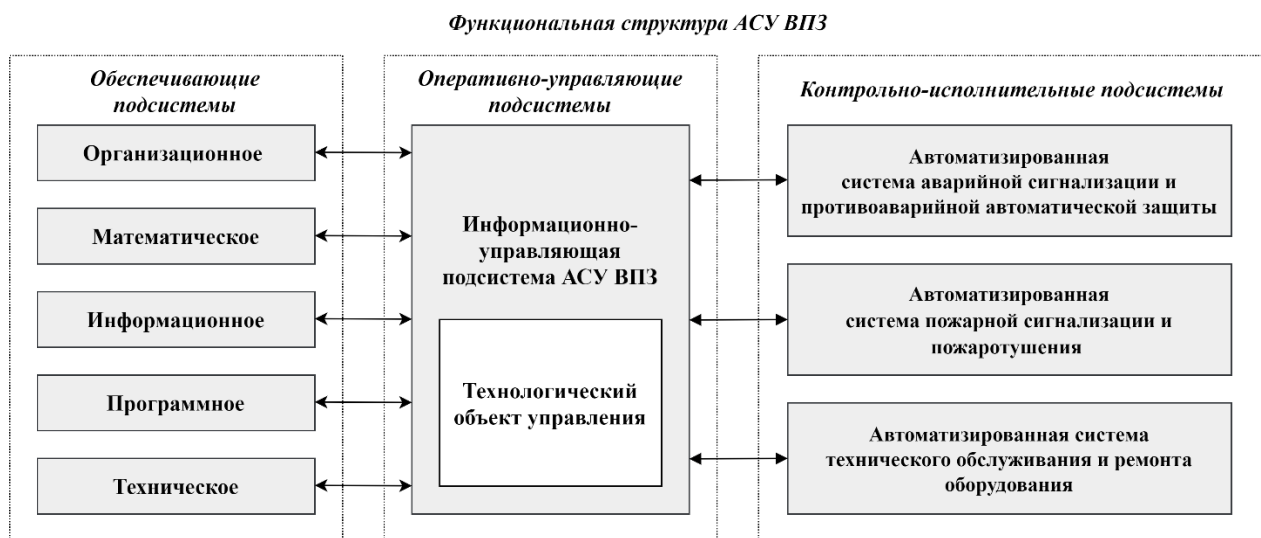 Функциональная структура АСУ ВПЗ
Обеспечивающие
подсистемы
Организационное
Математическое
Информационное
Программное
Техническое
Оперативно-управляющие
подсистемы
Информационно-
управляющая
подсистема АСУ ВПЗ
Технологический
объект управления
Контрольно-исполнительные подсистемы
Автоматизированная
система аварийной сигнализации и
противоаварийной автоматической защиты
Автоматизированная
система пожарной сигнализации и
пожаротушения
Автоматизированная система
технического обслуживания и ремонта
оборудования